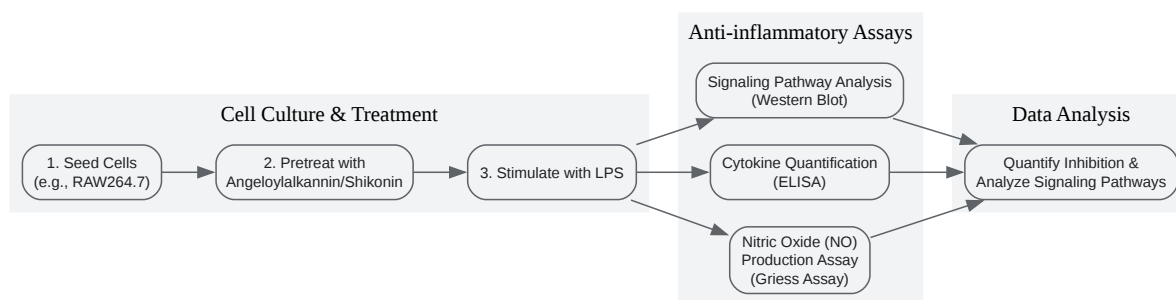 Cell Culture & Treatment
1. Seed Cells
(e.g., RAW264.7)
2. Pretreat with
Angeloylalkannin/Shikonin
3. Stimulate with LPS
Anti-inflammatory Assays
Signaling Pathway Analysis
(Western Blot)
Cytokine Quantification
(ELISA)
Nitric Oxide (NO)
Production Assay
(Griess Assay)
Data Analysis
Quantify Inhibition &
Analyze Signaling Pathways